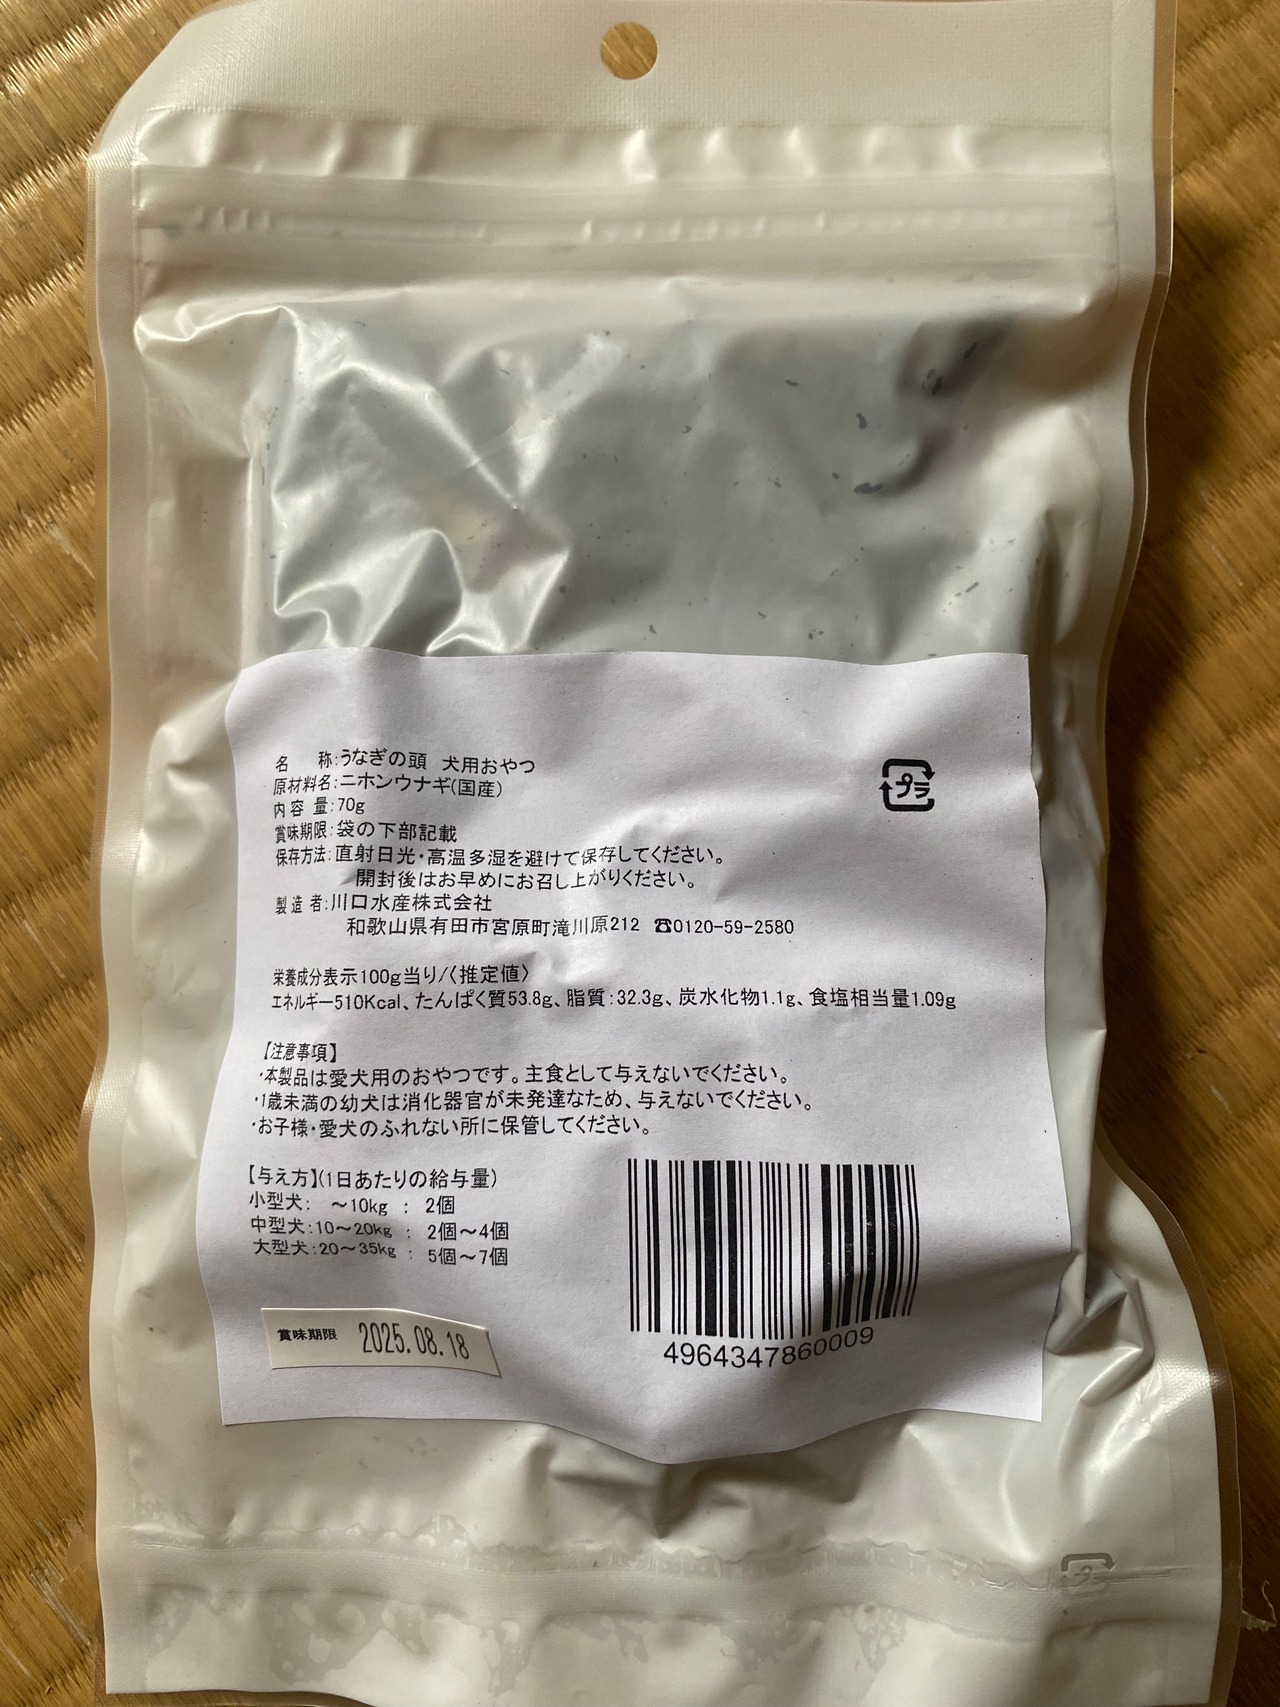 名　称:うなぎの頭 犬用おやつ
原材料名:ニホンウナギ(国産)
内容量:70g
賞味期限:袋の下部記載
保存方法:直射日光・高温多湿を避けて保存してください。
開封後はお早めにお召し上がりください。
製造者:川口水産株式会社
和歌山県有田市宮原町滝川原212 ☎0120-59-2580
栄養成分表示100g当り/〈推定値〉
エネルギー510Kcal、たんぱく質53.8g、脂質:32.3g、炭水化物1.1g、食塩相当量1.09g
【注意事項】
・本製品は愛犬用のおやつです。主食として与えないでください。
・1歳未満の幼犬は消化器官が未発達なため、与えないでください。
・お子様・愛犬のふれない所に保管してください。
【与え方】(1日あたりの給与量)
小型犬: ～10kg : 2個
中型犬:10～20kg : 2個～4個
大型犬:20～35kg : 5個～7個
賞味期限 2025.08.18
4964347860009
プラ
プラ